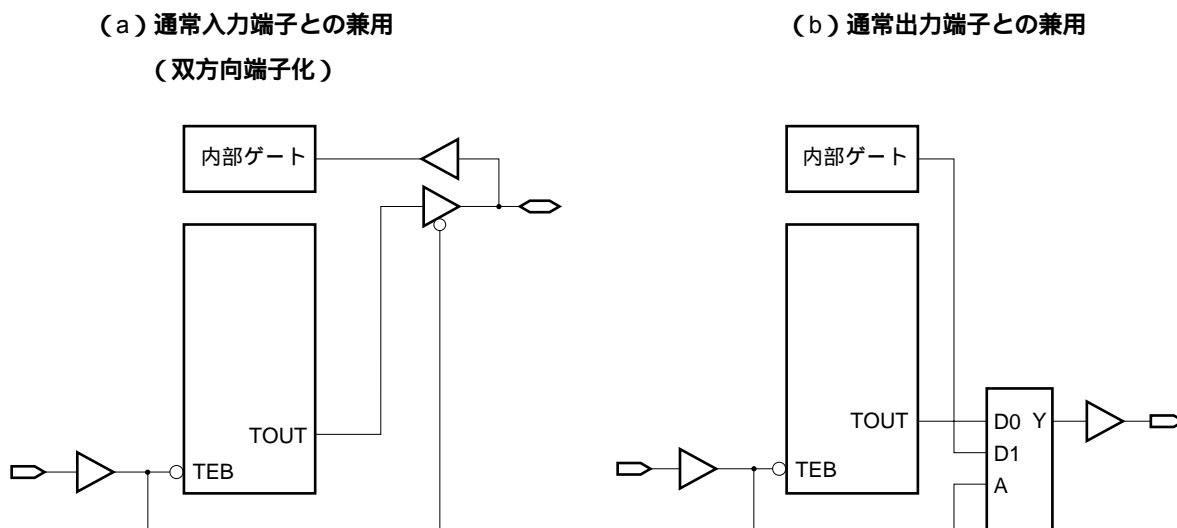 （a）通常入力端子との兼用
（双方向端子化）
内部ゲート
TOUT
TEB
（b）通常出力端子との兼用
内部ゲート
TOUT
TEB
D0 Y
D1
A